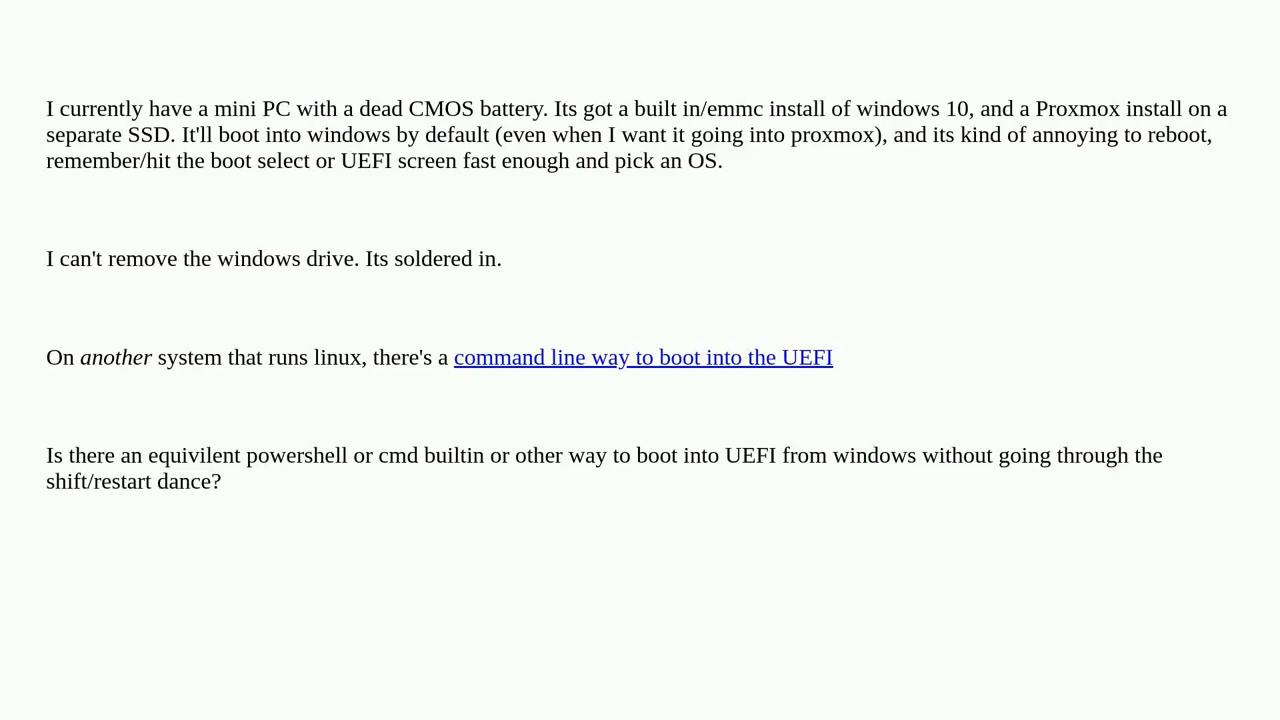 I currently have a mini PC with a dead CMOS battery. Its got a built in/emmc install of windows 10, and a Proxmox install on a
separate SSD. It'll boot into windows by default (even when I want it going into proxmox), and its kind of annoying to reboot,
remember/hit the boot select or UEFI screen fast enough and pick an OS.
I can't remove the windows drive. Its soldered in.
On another system that runs linux, there's a command line way to boot into the UEFI
Is there an equivilent powershell or cmd builtin or other way to boot into UEFI from windows without going through the
shift/restart dance?